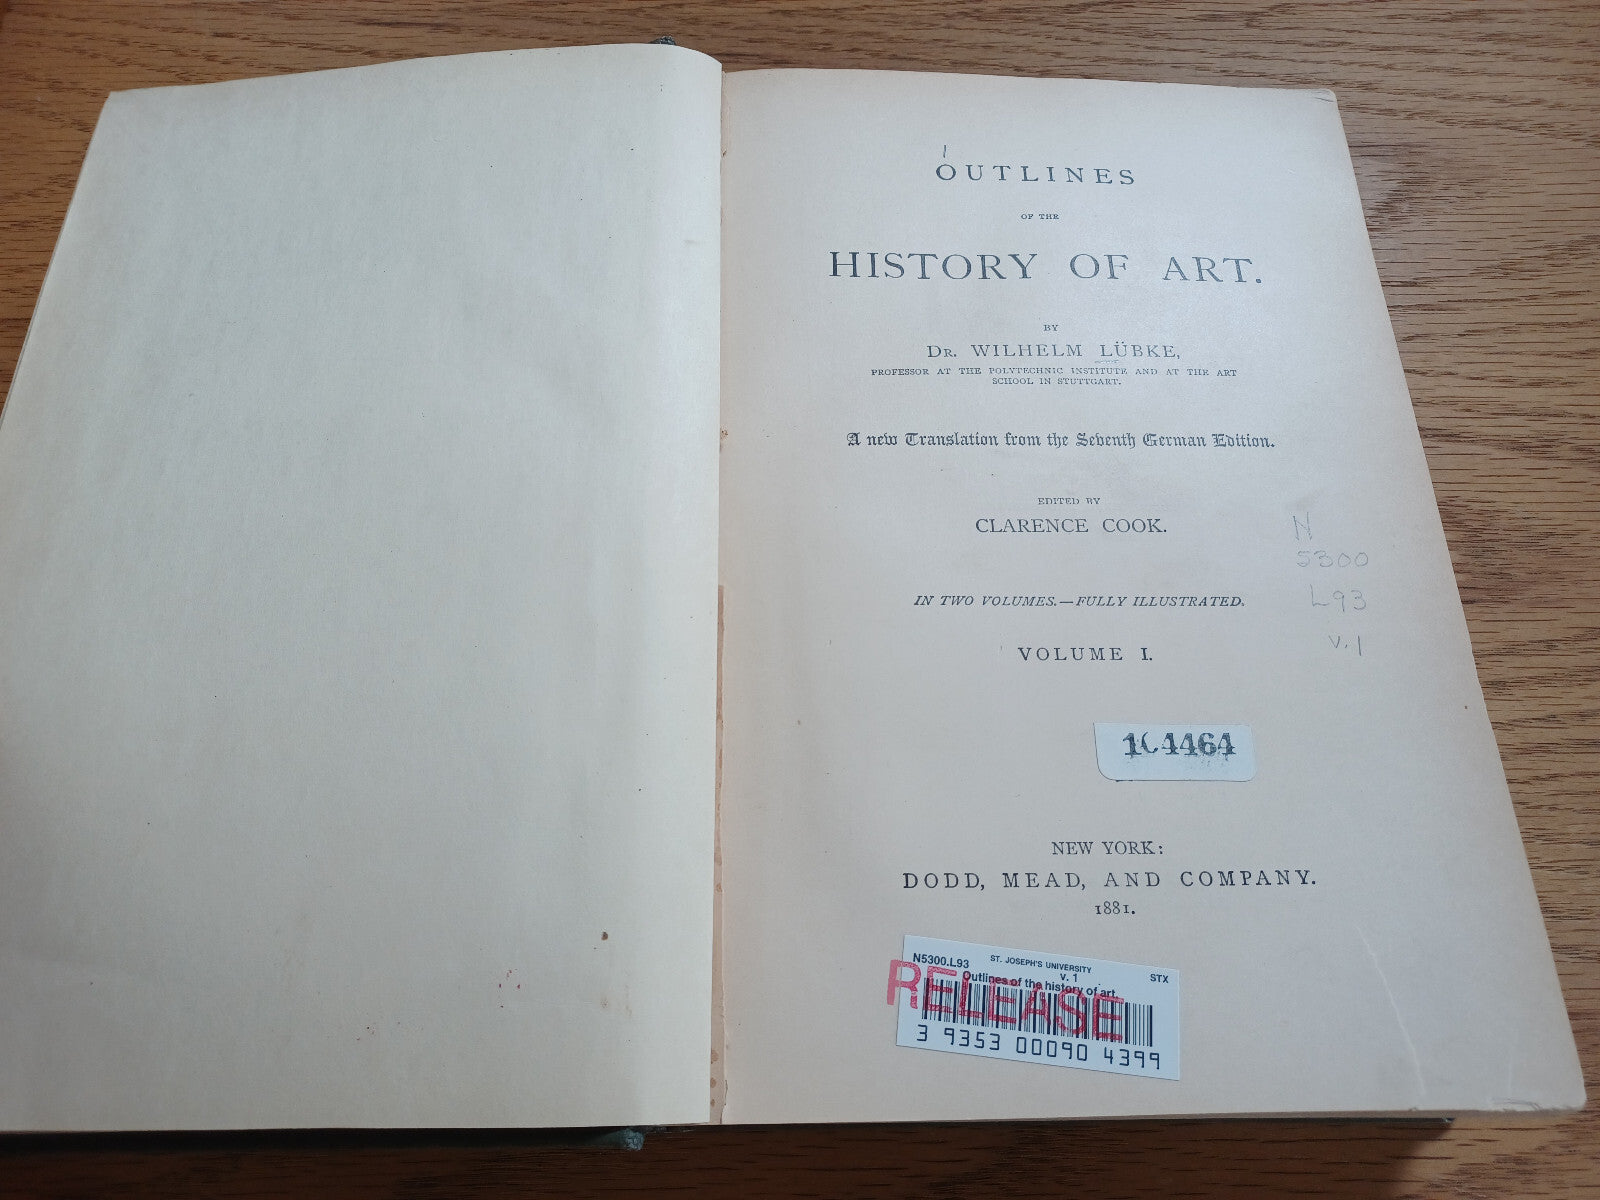 OUTLINES
OF THE
HISTORY OF ART.
BY
DR. WILHELM LÜBKE,
PROFESSOR AT THE POLYTECHNIC INSTITUTE AND AT THE ART
SCHOOL IN STUTTGART.
A new Translation from the Seventh German Edition.
EDITED BY
CLARENCE COOK.
N
5300
L93
v.1
IN TWO VOLUMES.—FULLY ILLUSTRATED.
VOLUME I.
104464
NEW YORK:
DODD, MEAD, AND COMPANY.
1881.
N5300.L93 ST. JOSEPH'S UNIVERSITY STX
v. 1
Outlines of the history of art
RELEASE
3 9353 00090 4399